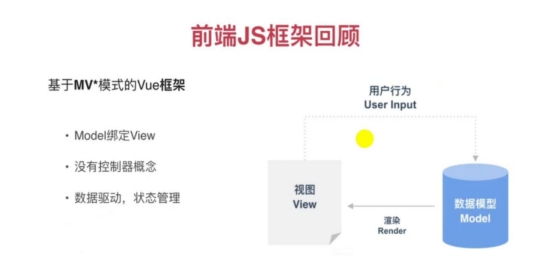 前端JS框架回顾
基于MV*模式的Vue框架
• Model绑定View
• 没有控制器概念
• 数据驱动，状态管理
用户行为
User Input
视图
View
渲染
Render
数据模型
Model